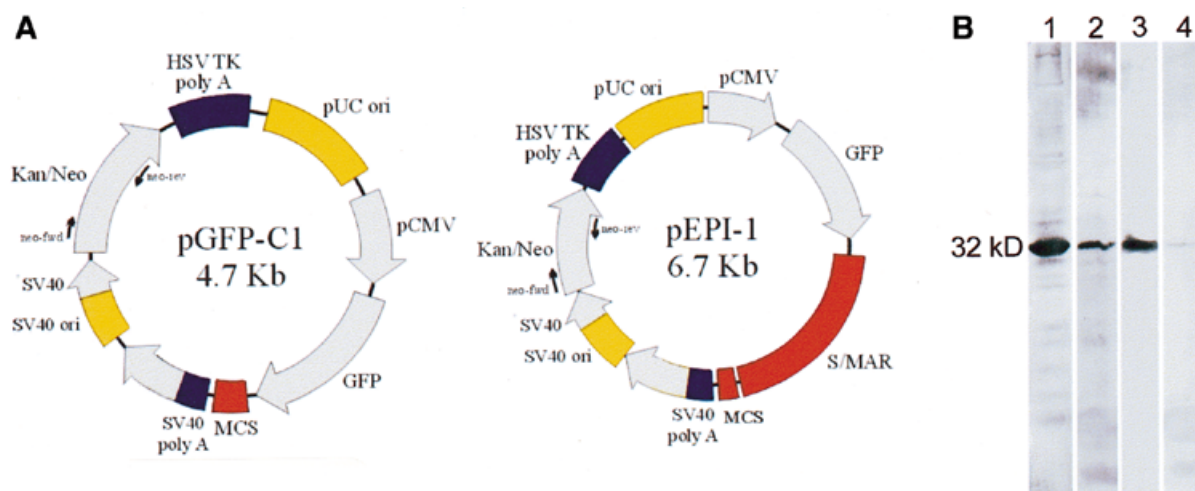 A
HSV TK
poly A
pUC ori
Kan/Neo
neo-rev
neo-fwd
pGFP-C1
4.7 Kb
pCMV
SV40
SV40 ori
SV40
poly A
MCS
GFP
pUC ori
pCMV
HSV TK
poly A
GFP
Kan/Neo
neo-rev
neo-fwd
pEPI-1
6.7 Kb
SV40
SV40 ori
SV40
poly A
MCS
S/MAR
B
1 2 3 4
32 kD